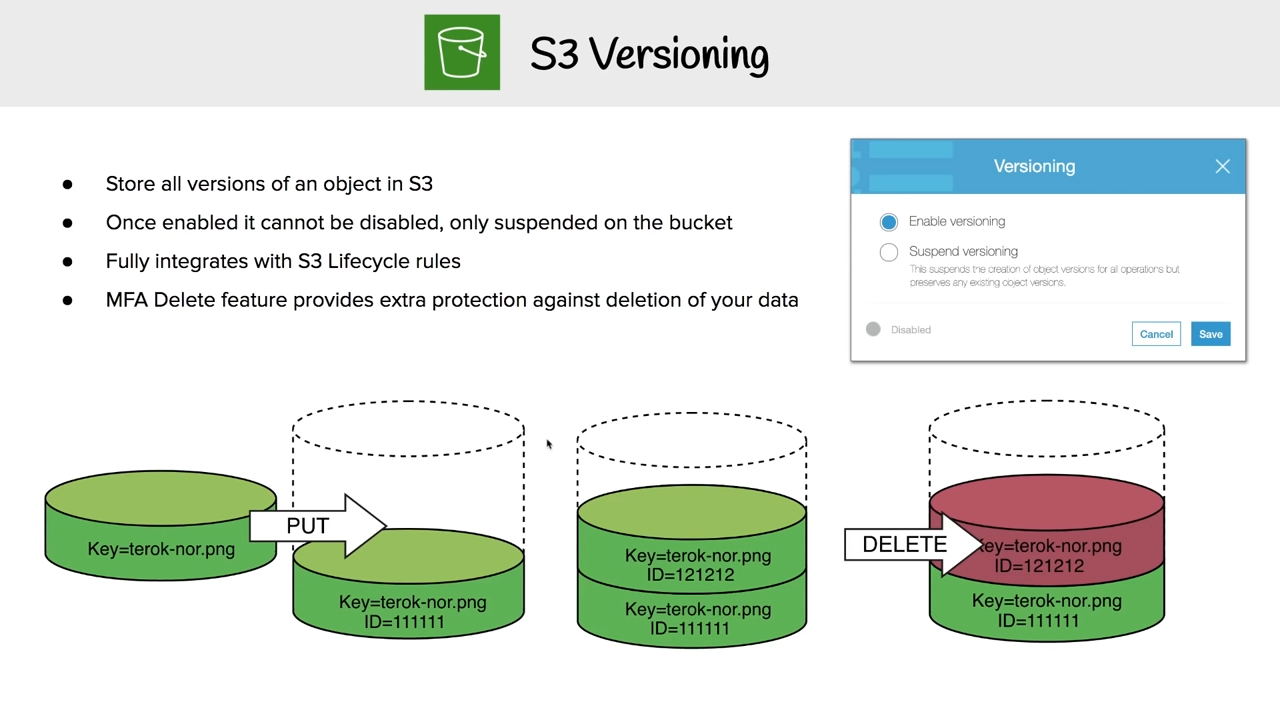 S3 Versioning
Store all versions of an object in S3
Once enabled it cannot be disabled, only suspended on the bucket
Fully integrates with S3 Lifecycle rules
MFA Delete feature provides extra protection against deletion of your data
Versioning
Enable versioning
Suspend versioning
This suspends the creation of object versions for all operations but
preserves any existing object versions.
Disabled
Cancel
Save
Key=terok-nor.png
PUT
Key=terok-nor.png
ID=111111
Key=terok-nor.png
ID=121212
Key=terok-nor.png
ID=111111
DELETE
ey=terok-nor.png
ID=121212
Key=terok-nor.png
ID=111111